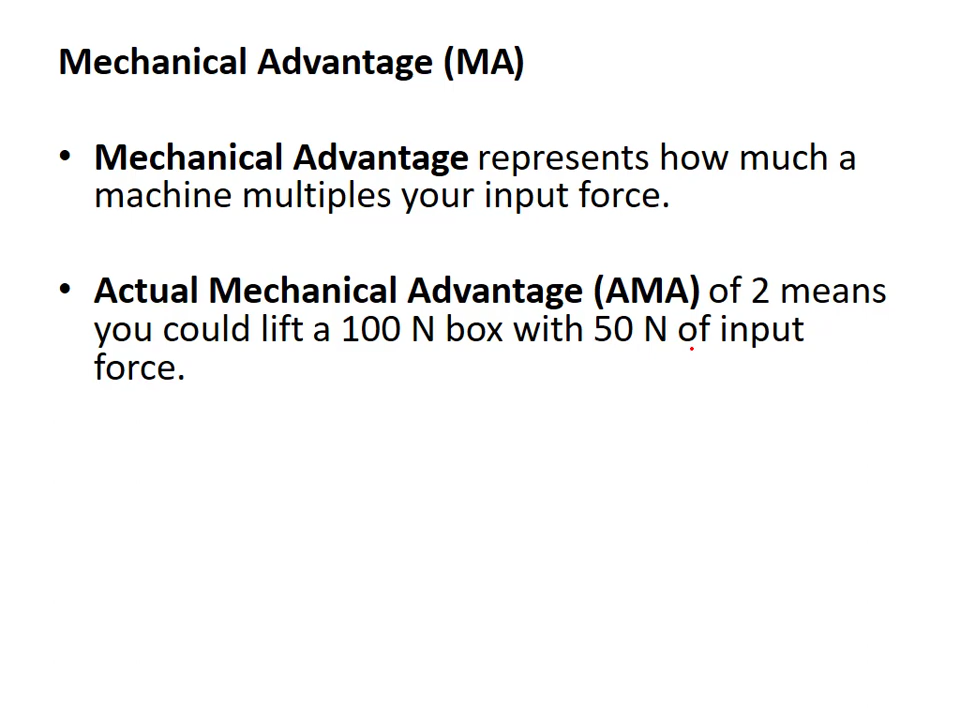 Mechanical Advantage (MA)
• Mechanical Advantage represents how much a
machine multiples your input force.
• Actual Mechanical Advantage (AMA) of 2 means
you could lift a 100 N box with 50 N of input
force.